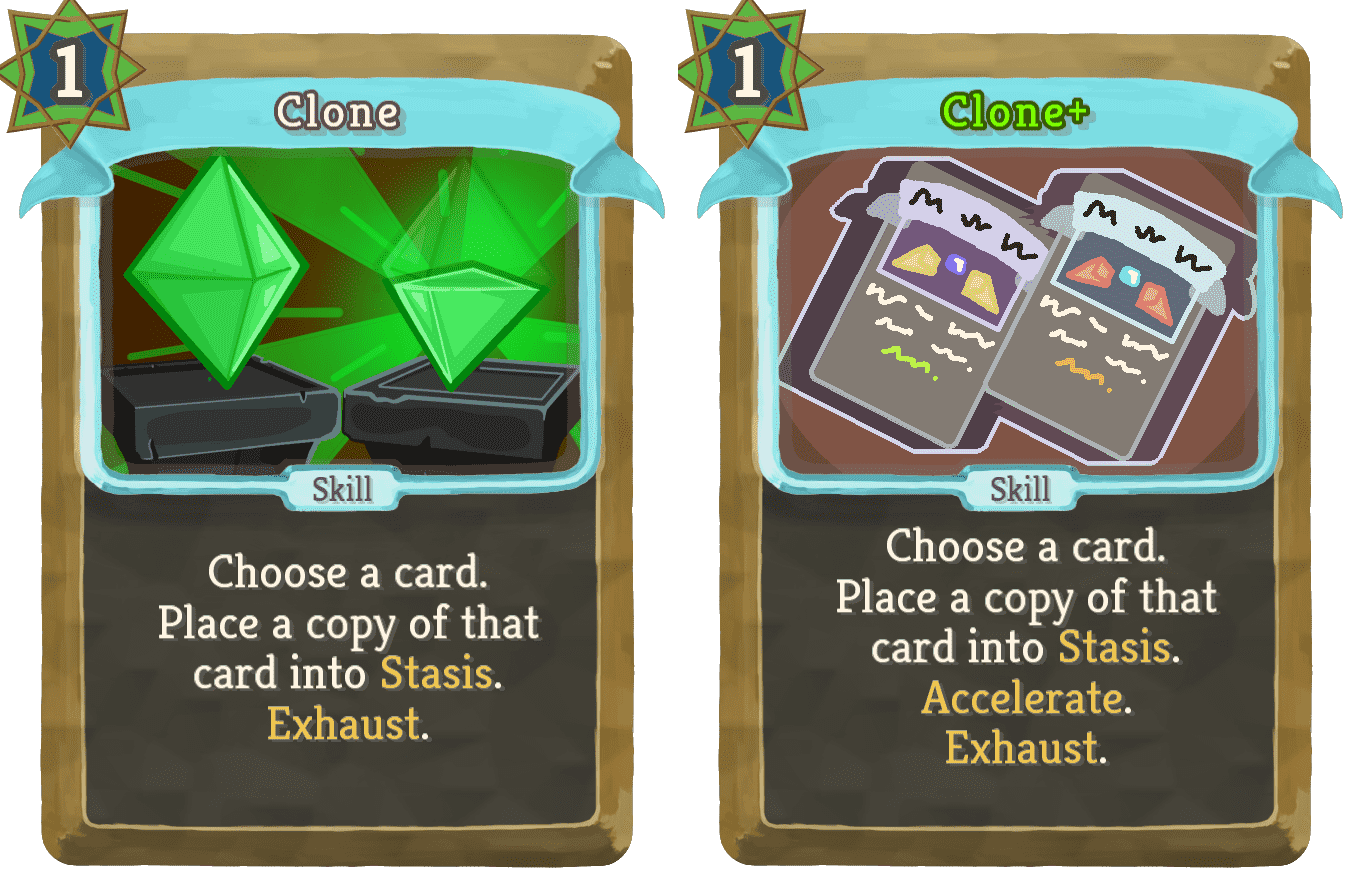 1
Clone
Skill
Choose a card.
Place a copy of that
card into Stasis.
Exhaust.
1
Clone+
Skill
Choose a card.
Place a copy of that
card into Stasis.
Accelerate.
Exhaust.